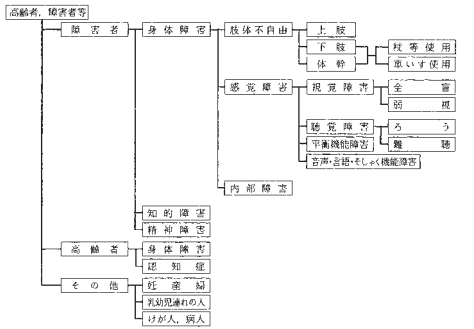 高齢者，障害者等
障害者
身体障害
肢体不自由
上肢
下肢
杖等使用
体幹
車いす使用
感覚障害
視覚障害
全盲
弱視
聴覚障害
ろう
平衡機能障害
難聴
音声・言語・そしゃく機能障害
内部障害
知的障害
精神障害
高齢者
身体障害
認知症
その他
妊産婦
乳幼児連れの人
けが人，病人